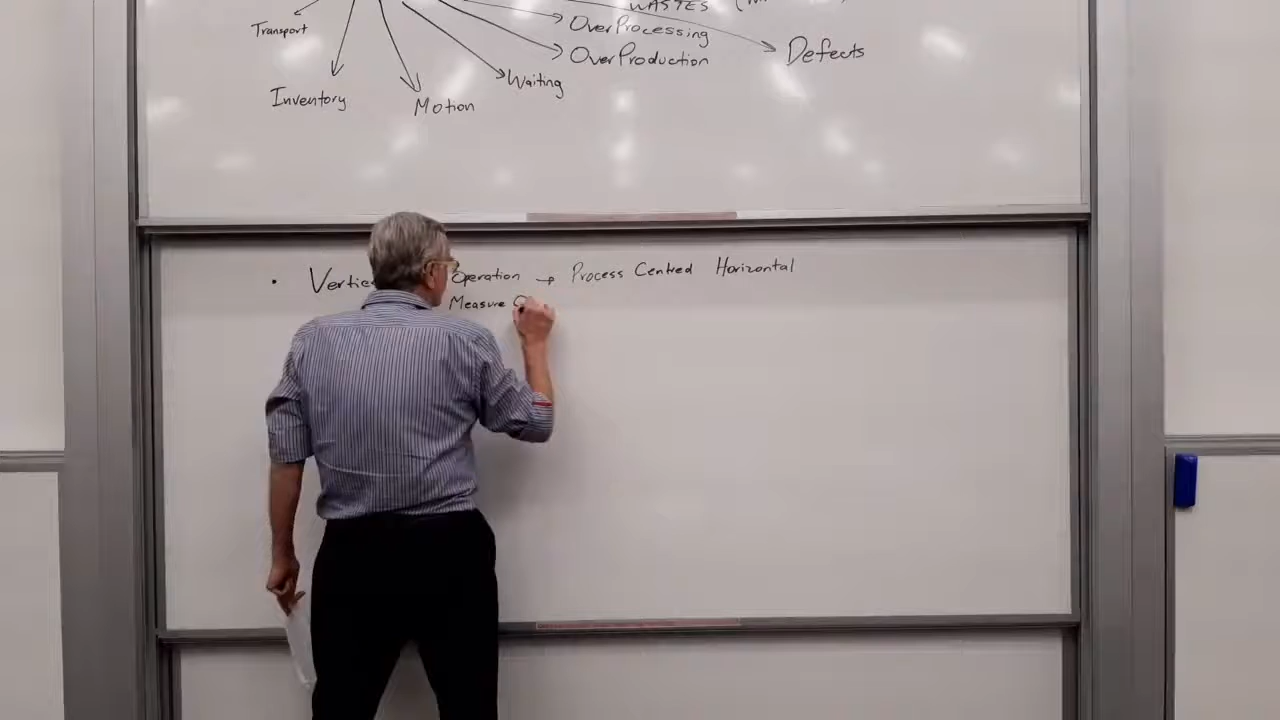 WASTES
OverProcessing
Transport
OverProduction
Defects
Waiting
Inventory
Motion
• Operation → Process Centred Horizontal
Measure